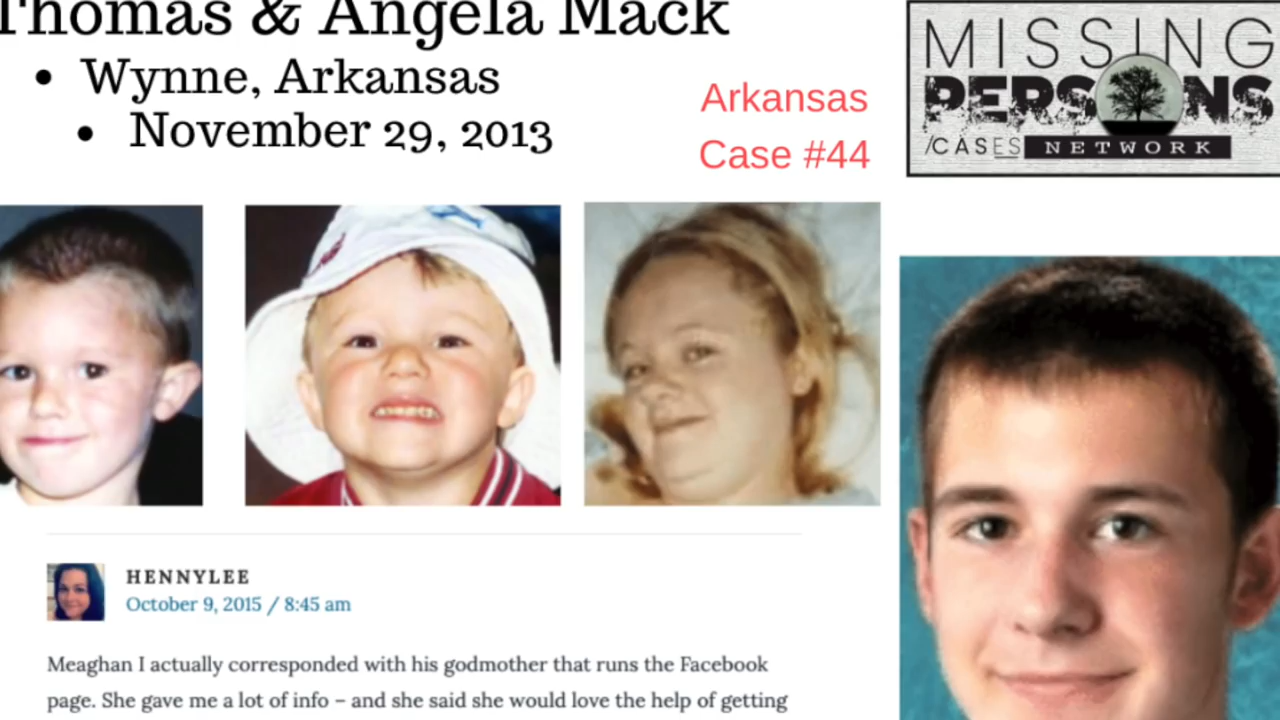 Thomas & Angela Mack
• Wynne, Arkansas
• November 29, 2013
Arkansas
Case #44
MISSING
PERSONS
/CASES NETWORK
HENNYLEE
October 9, 2015 / 8:45 am
Meaghan I actually corresponded with his godmother that runs the Facebook
page. She gave me a lot of info – and she said she would love the help of getting